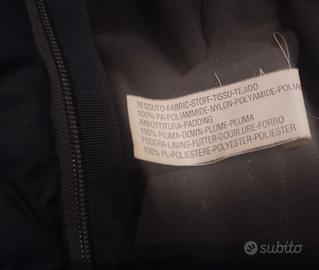 TESSUTO-FABRIC-STOFF-TISSU-TEJIDO
100% PA-POLIAMMIDE-NYLON-POLYAMIDE-POLIA
IMBOTTITURA-PADDING
100% PIUMA-DOWN-PLUME-PLUMA
FODERA-LINING-FUTTER-DOUBLURE-FORRO
100% PL-POLIESTERE-POLYESTER-POLIESTER
subito